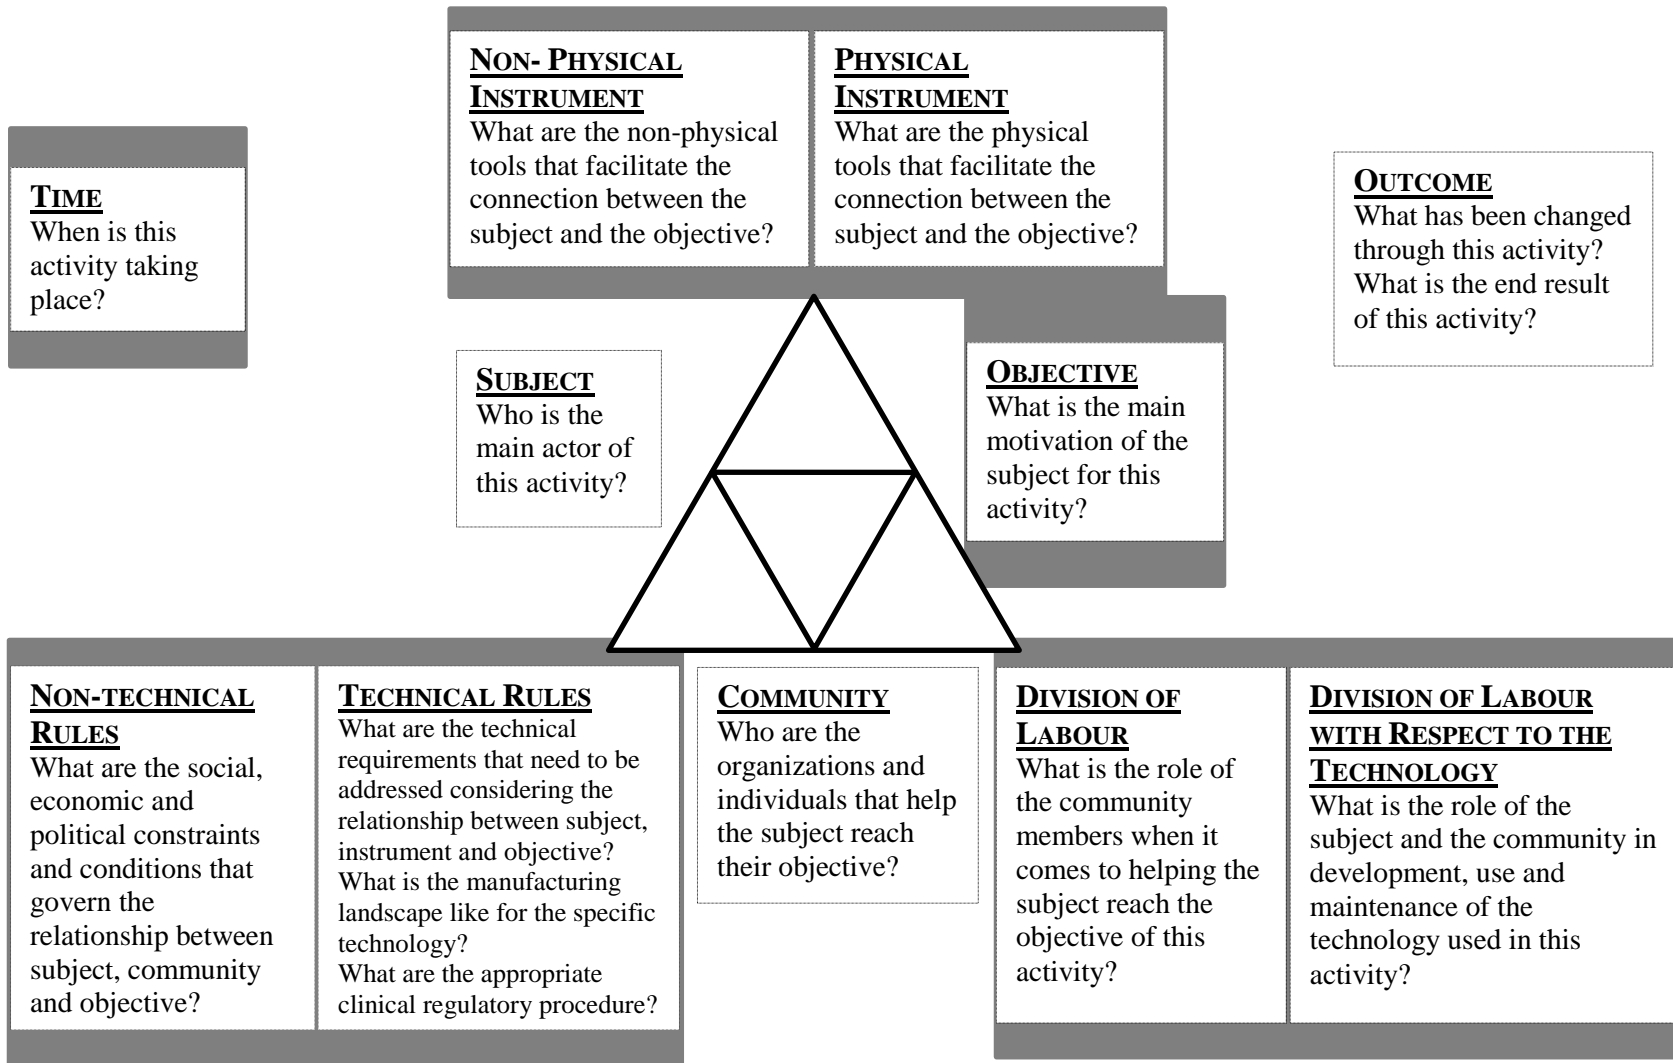 NON- PHYSICAL
INSTRUMENT
What are the non-physical
tools that facilitate the
connection between the
subject and the objective?
PHYSICAL
INSTRUMENT
What are the physical
tools that facilitate the
connection between the
subject and the objective?
TIME
When is this
activity taking
place?
OUTCOME
What has been changed
through this activity?
What is the end result
of this activity?
SUBJECT
Who is the
main actor of
this activity?
OBJECTIVE
What is the main
motivation of the
subject for this
activity?
NON-TECHNICAL
RULES
What are the social,
economic and
political constraints
and conditions that
govern the
relationship between
subject, community
and objective?
TECHNICAL RULES
What are the technical
requirements that need to be
addressed considering the
relationship between subject,
instrument and objective?
What is the manufacturing
landscape like for the specific
technology?
What are the appropriate
clinical regulatory procedure?
COMMUNITY
Who are the
organizations and
individuals that help
the subject reach
their objective?
DIVISION OF
LABOUR
What is the role of
the community
members when it
comes to helping the
subject reach the
objective of this
activity?
DIVISION OF LABOUR
WITH RESPECT TO THE
TECHNOLOGY
What is the role of the
subject and the community in
development, use and
maintenance of the
technology used in this
activity?